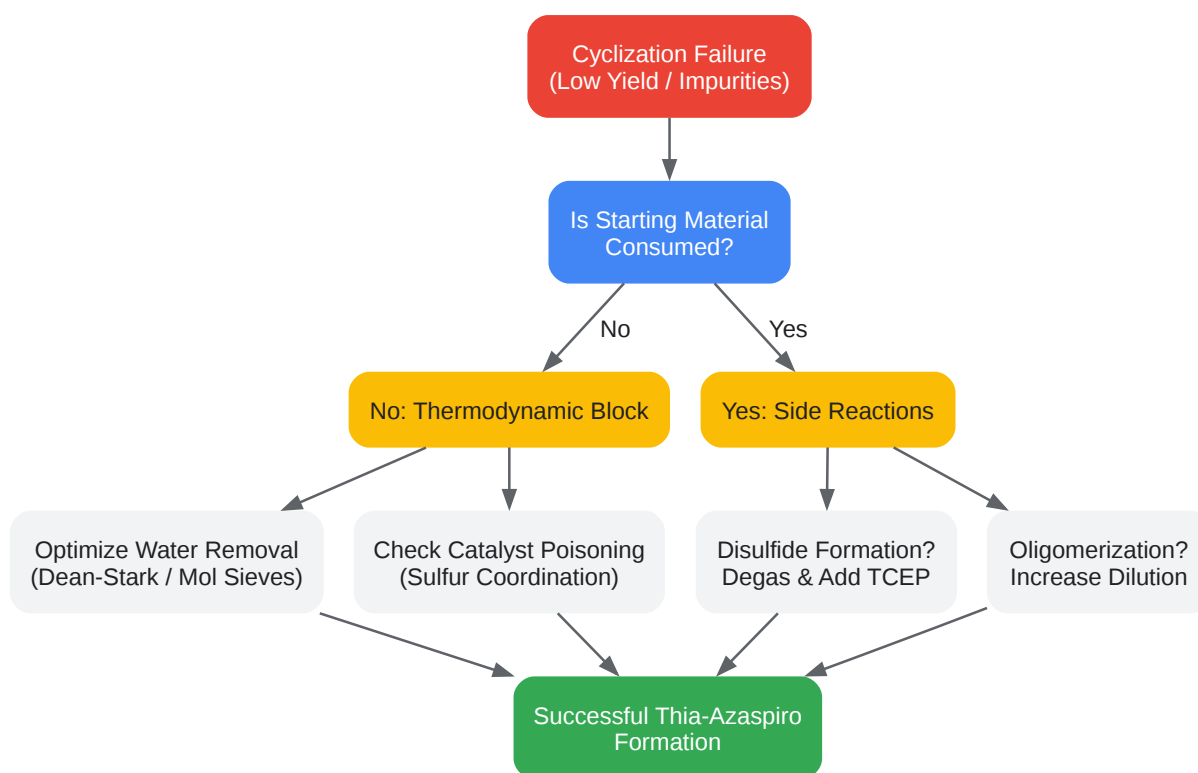 Cyclization Failure
(Low Yield / Impurities)
Is Starting Material
Consumed?
No
Yes
No: Thermodynamic Block
Yes: Side Reactions
Optimize Water Removal
(Dean-Stark / Mol Sieves)
Check Catalyst Poisoning
(Sulfur Coordination)
Disulfide Formation?
Degas & Add TCEP
Oligomerization?
Increase Dilution
Successful Thia-Azaspiro
Formation